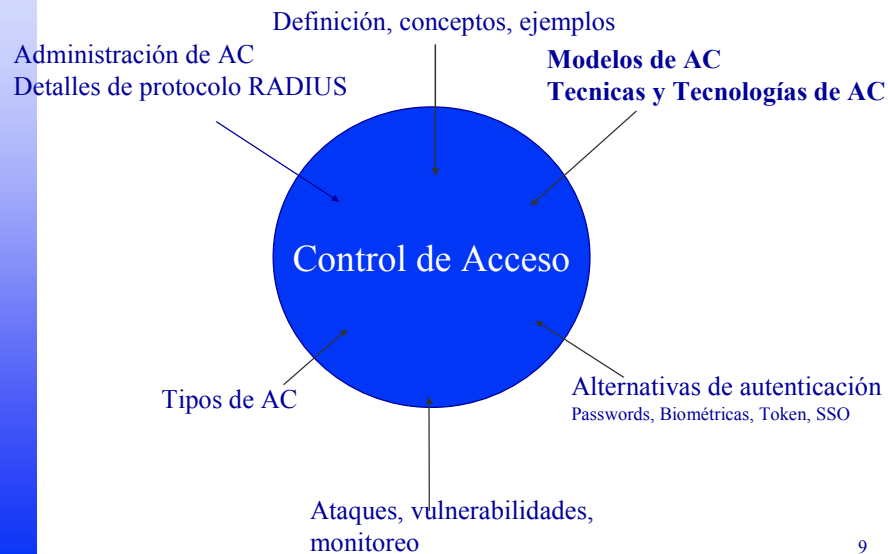 Definición, conceptos, ejemplos
Administración de AC
Detalles de protocolo RADIUS
Modelos de AC
Tecnicas y Tecnologías de AC
Control de Acceso
Tipos de AC
Alternativas de autenticación
Passwords, Biométricas, Token, SSO
Ataques, vulnerabilidades,
monitoreo
9